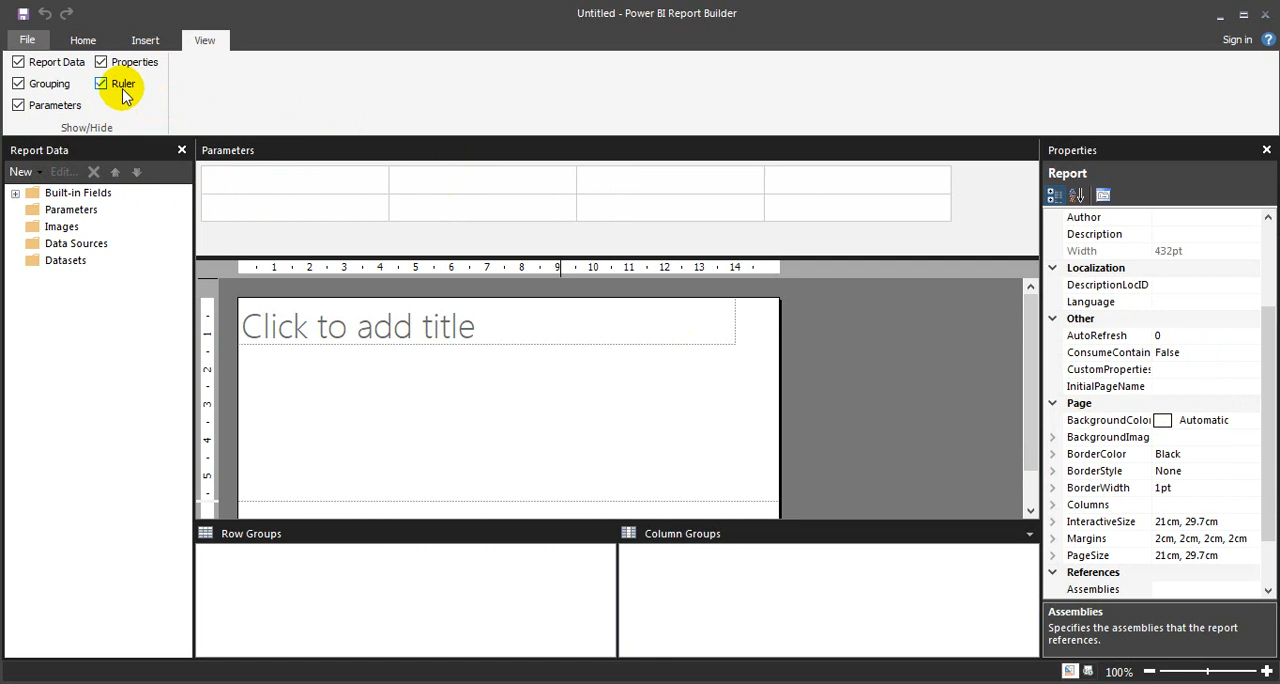 Untitled - Power BI Report Builder
File Home Insert View
Sign in
Report Data Properties
Grouping Ruler
Parameters
Show/Hide
Report Data
New Edit...
Built-in Fields
Parameters
Images
Data Sources
Datasets
Parameters
1 2 3 4 5 6 7 8 9 10 11 12 13 14
1
2
3
4
5
Click to add title
Row Groups
Column Groups
Properties
Report
Author
Description
Width 432pt
Localization
DescriptionLocID
Language
Other
AutoRefresh 0
ConsumeContain False
CustomProperties
InitialPageName
Page
BackgroundColor Automatic
BackgroundImag
BorderColor Black
BorderStyle None
BorderWidth 1pt
Columns
InteractiveSize 21cm, 29.7cm
Margins 2cm, 2cm, 2cm, 2cm
PageSize 21cm, 29.7cm
References
Assemblies
Assemblies
Specifies the assemblies that the report
references.
100%